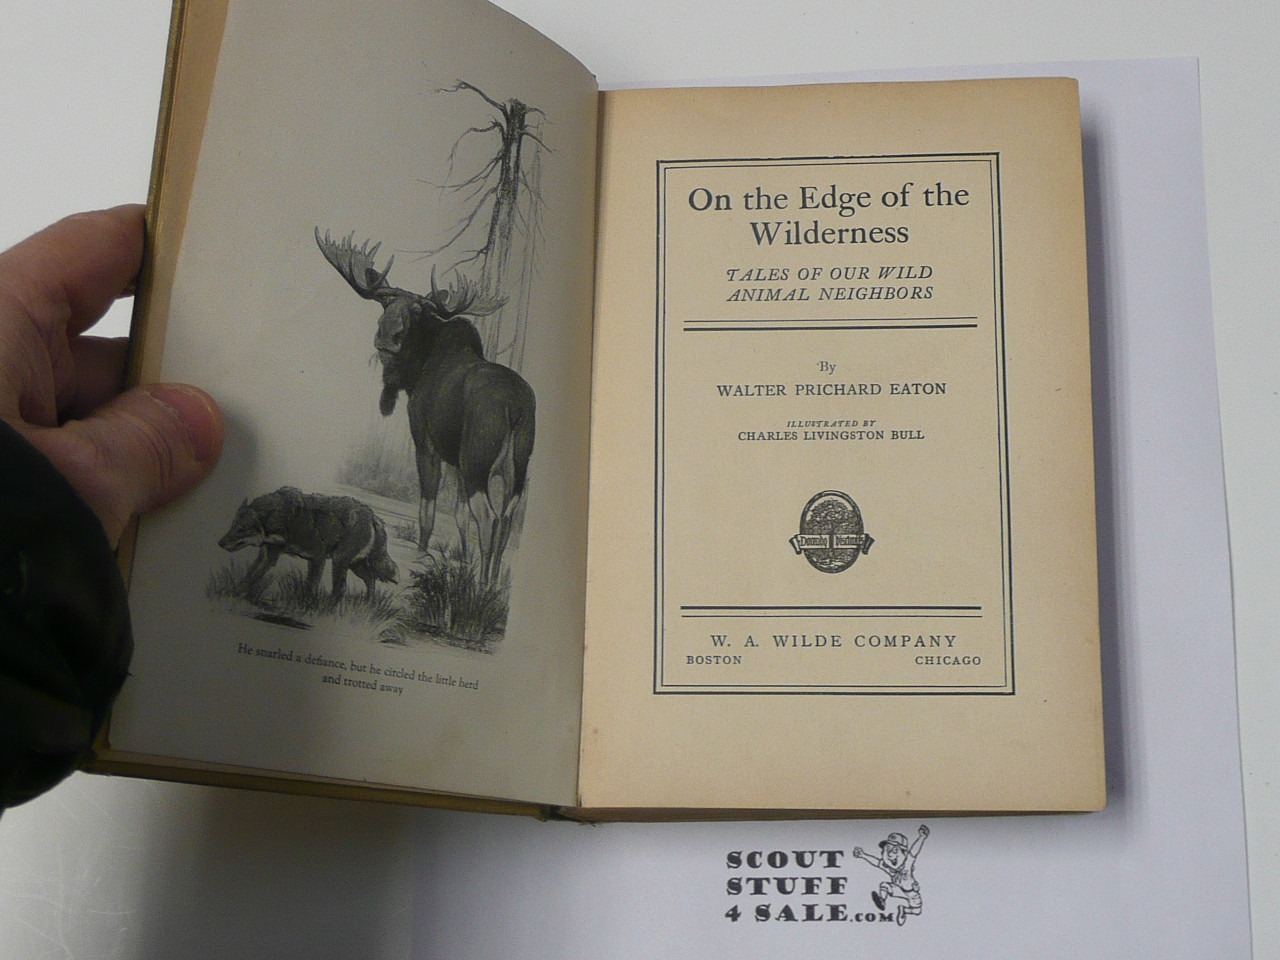 He snarled a defiance, but he circled the little herd
and trotted away
On the Edge of the
Wilderness
TALES OF OUR WILD
ANIMAL NEIGHBORS
By
WALTER PRICHARD EATON
ILLUSTRATED BY
CHARLES LIVINGSTON BULL
W. A. WILDE COMPANY
BOSTON CHICAGO
SCOUT
STUFF
4 SALE.COM